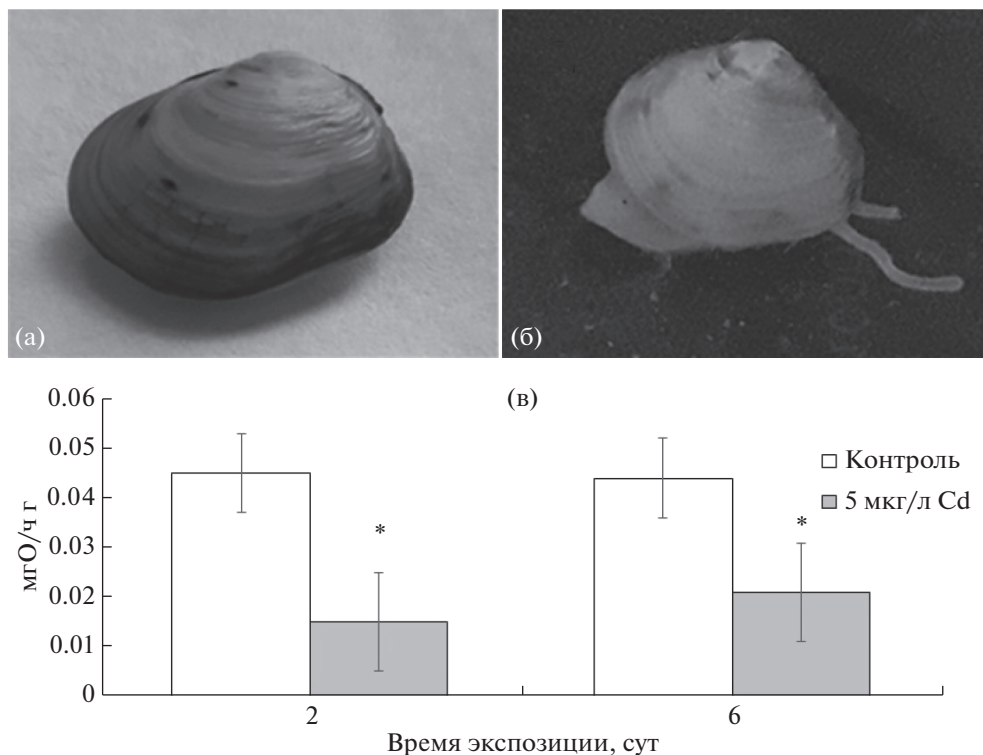 (а)
(б)
(в)
0.06
0.05
0.04
0.03
0.02
0.01
0
мгО/ч г
*
*
Контроль
5 мкг/л Cd
2
6
Время экспозиции, сут